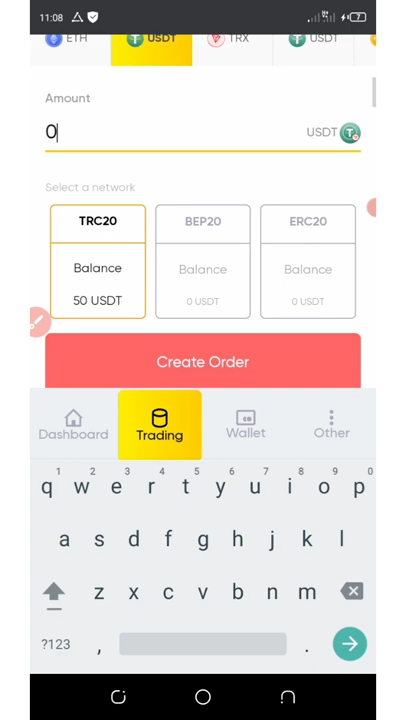 11:08
7
ETH
USDT
TRX
USDT
Amount
0
USDT
Select a network
TRC20
BEP20
ERC20
Balance
Balance
Balance
50 USDT
0 USDT
0 USDT
Create Order
Dashboard
Trading
Wallet
Other
1 2 3 4 5 6 7 8 9 0
q w e r t y u i o p
a s d f g h j k l
z x c v b n m
?123 , .